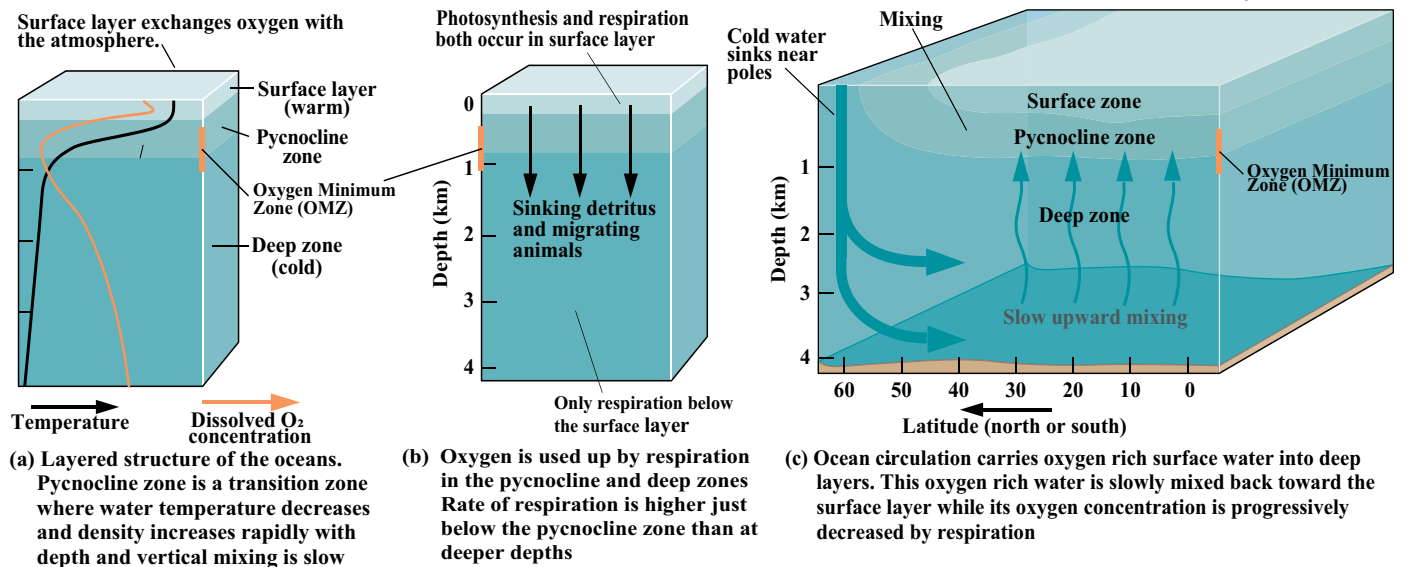 Surface layer exchanges oxygen with
the atmosphere.
Surface layer
(warm)
Pycnocline
zone
Oxygen Minimum
Zone (OMZ)
Deep zone
(cold)
Temperature
Dissolved O₂
concentration
(a) Layered structure of the oceans.
Pycnocline zone is a transition zone
where water temperature decreases
and density increases rapidly with
depth and vertical mixing is slow
Photosynthesis and respiration
both occur in surface layer
0
1
2
3
4
Depth (km)
Sinking detritus
and migrating
animals
Only respiration below
the surface layer
(b) Oxygen is used up by respiration
in the pycnocline and deep zones
Rate of respiration is higher just
below the pycnocline zone than at
deeper depths
Mixing
Cold water
sinks near
poles
Surface zone
Pycnocline zone
Oxygen Minimum
Zone (OMZ)
Deep zone
Slow upward mixing
1
2
3
4
Depth (km)
60 50 40 30 20 10 0
Latitude (north or south)
(c) Ocean circulation carries oxygen rich surface water into deep
layers. This oxygen rich water is slowly mixed back toward the
surface layer while its oxygen concentration is progressively
decreased by respiration